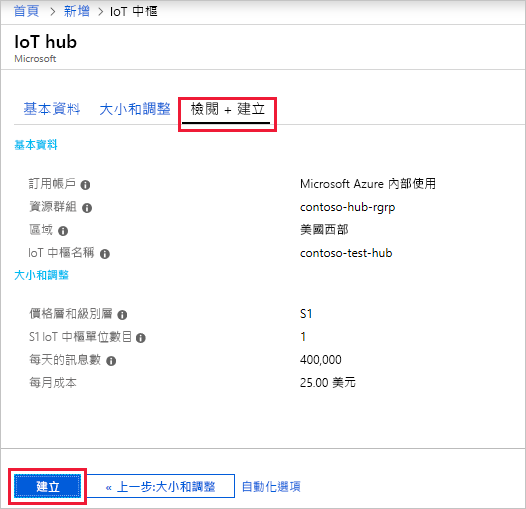 首頁 > 新增 > IoT 中樞
IoT hub
Microsoft
基本資料 大小和調整 檢閱 + 建立
基本資料
訂用帳戶 Microsoft Azure 內部使用
資源群組 contoso-hub-rgrp
區域 美國西部
IoT 中樞名稱 contoso-test-hub
大小和調整
價格層和級別層 S1
S1 IoT 中樞單位數目 1
每天的訊息數 400,000
每月成本 25.00 美元
建立 « 上一步:大小和調整 自動化選項